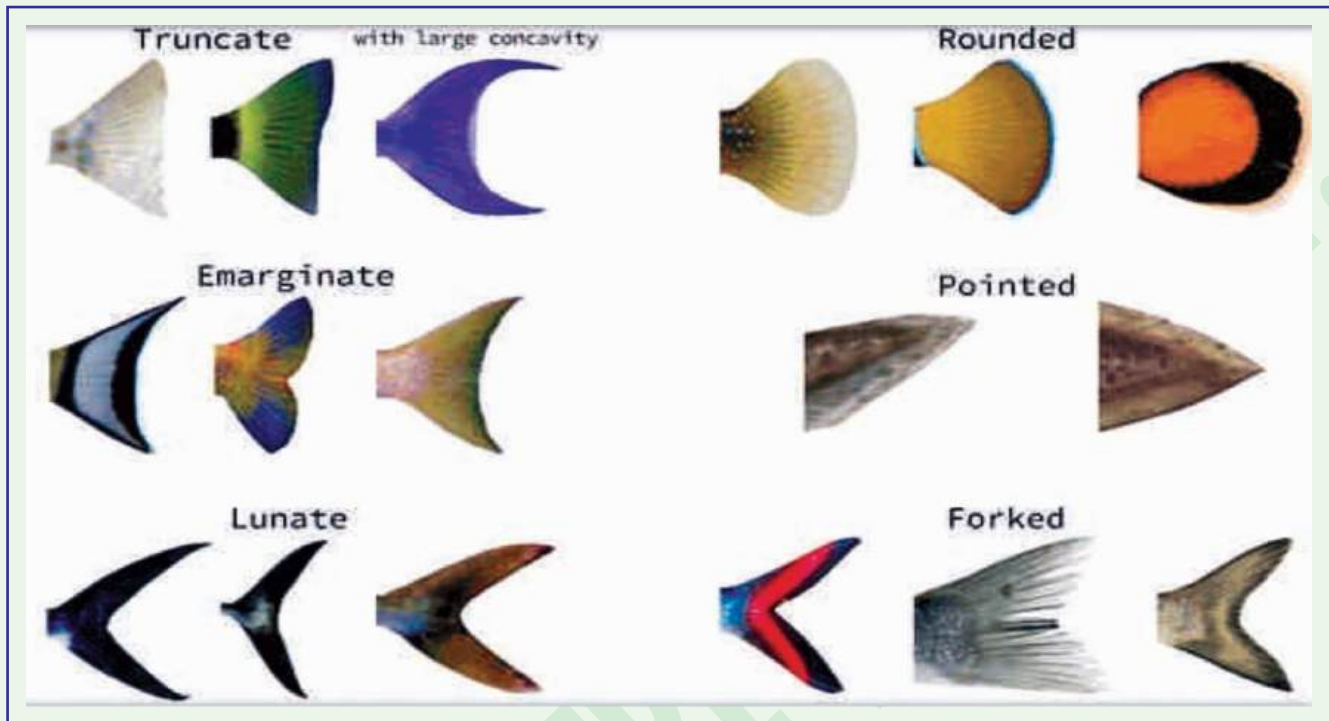 Truncate with large concavity
Rounded
Emarginate
Pointed
Lunate
Forked